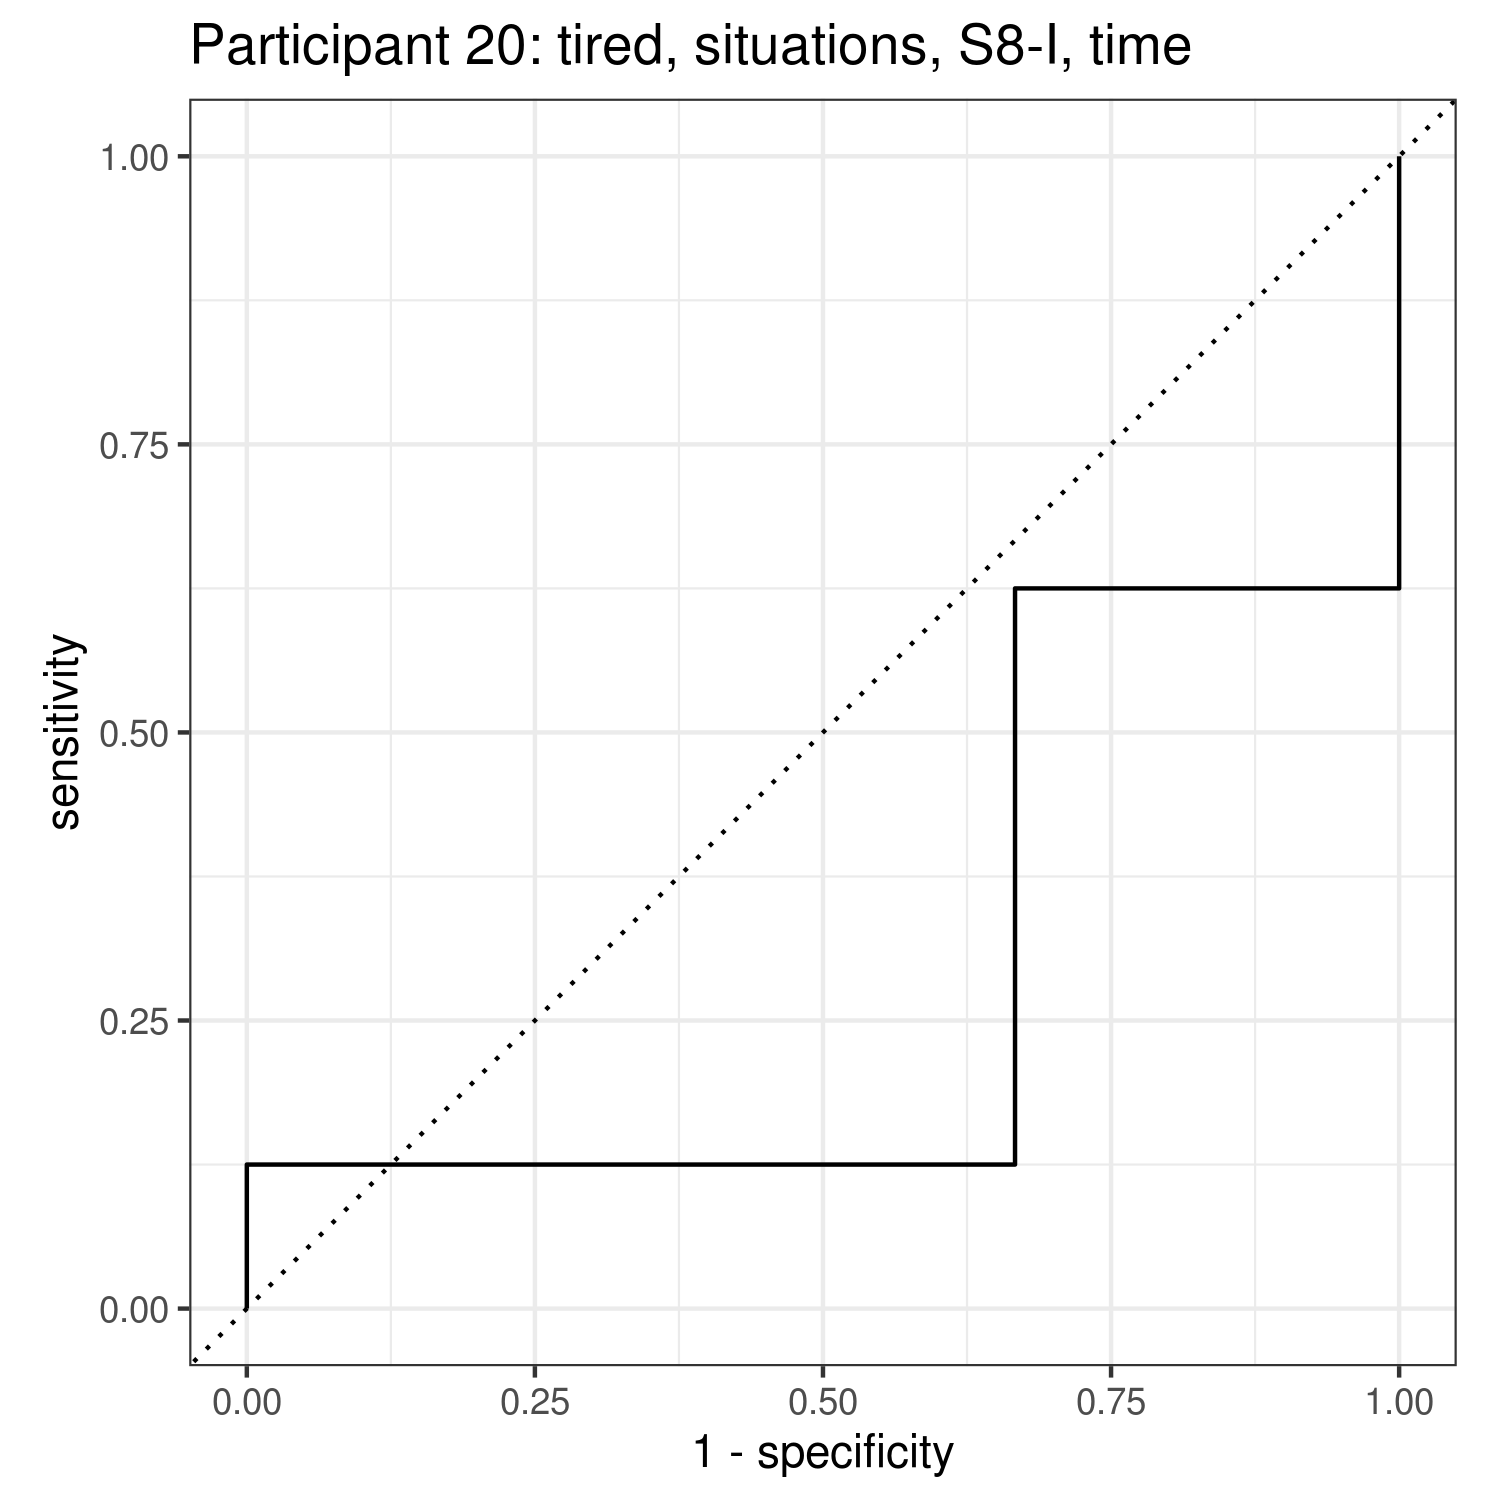 Participant 20: tired, situations, S8-I, time
1.00
0.75
0.50
0.25
0.00
sensitivity
0.00 0.25 0.50 0.75 1.00
1 - specificity